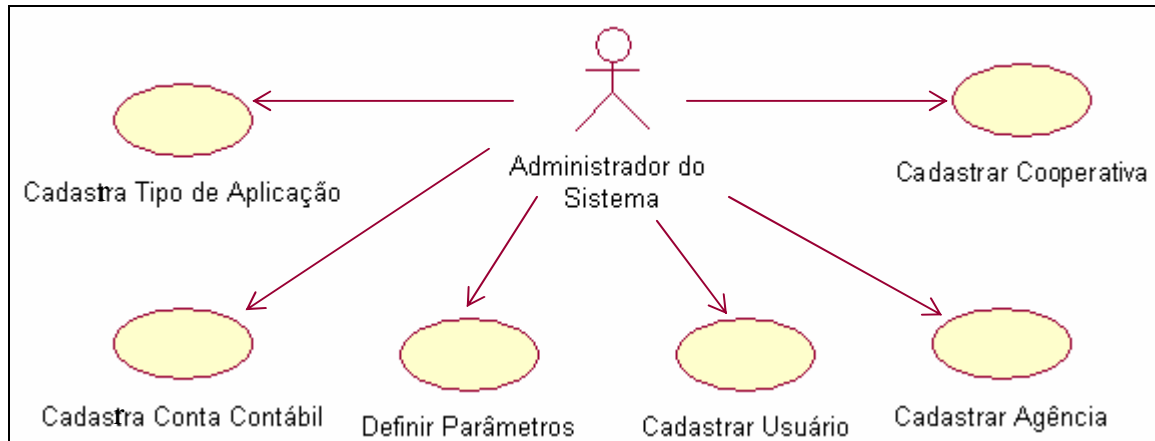 Administrador do
Sistema
Cadastra Tipo de Aplicação
Cadastrar Cooperativa
Cadastra Conta Contábil
Definir Parâmetros
Cadastrar Usuário
Cadastrar Agência